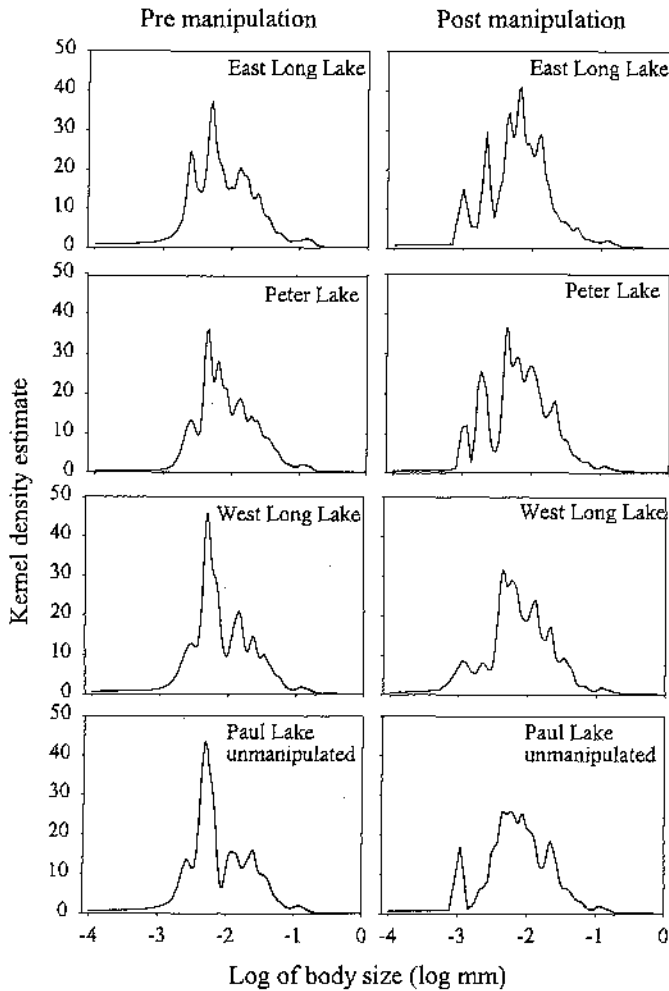 Pre manipulation
Post manipulation
Kernel density estimate
50
40
30
20
10
0
East Long Lake
East Long Lake
50
40
30
20
10
0
Peter Lake
Peter Lake
50
40
30
20
10
0
West Long Lake
West Long Lake
50
40
30
20
10
0
Paul Lake
unmanipulated
Paul Lake
unmanipulated
-4 -3 -2 -1 0
-4 -3 -2 -1 0
Log of body size (log mm)